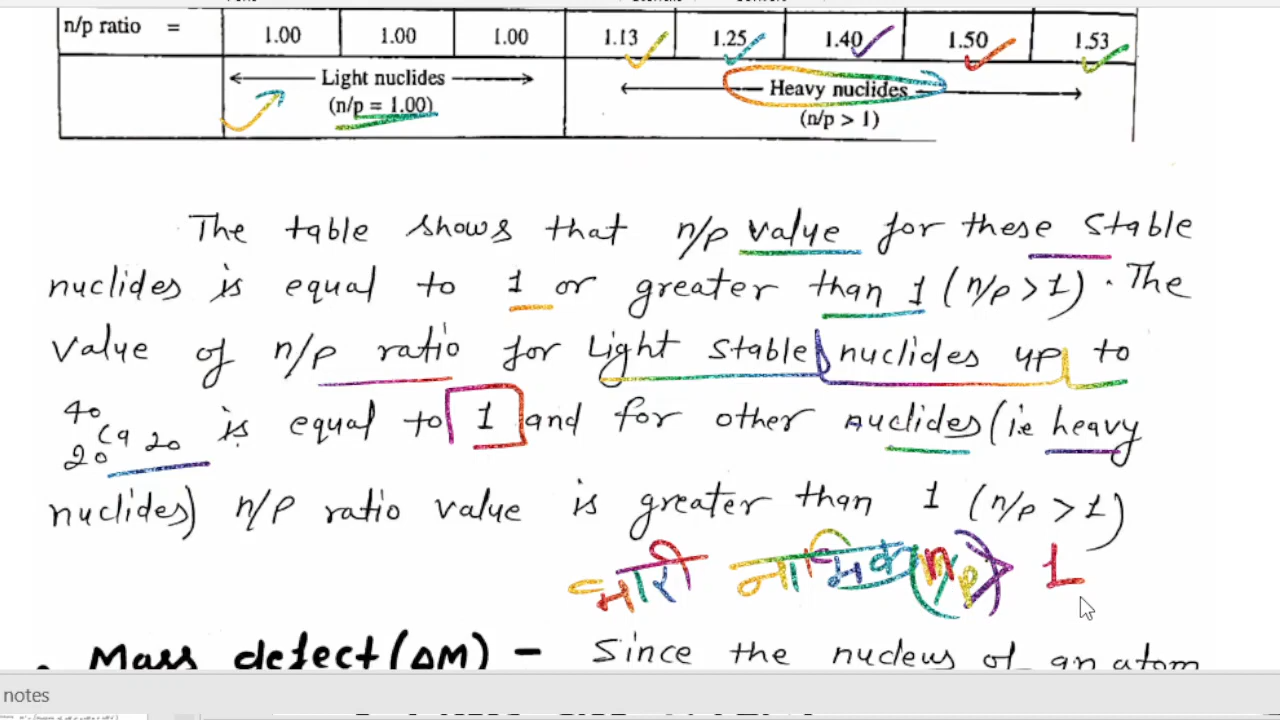 n/p ratio = 1.00 1.00 1.00 1.13 1.25 1.40 1.50 1.53
Light nuclides Heavy nuclides
(n/p = 1.00) (n/p > 1)
The table shows that n/p value for these stable
nuclides is equal to 1 or greater than 1 (n/p > 1). The
value of n/p ratio for Light stable nuclides up to
40 20 Ca 20 is equal to 1 and for other nuclides (i.e heavy
nuclides) n/p ratio value is greater than 1 (n/p > 1)
भारी नाभिक (n/p) > 1
• Mass defect (ΔM) – Since the nucleus of an atom
notes